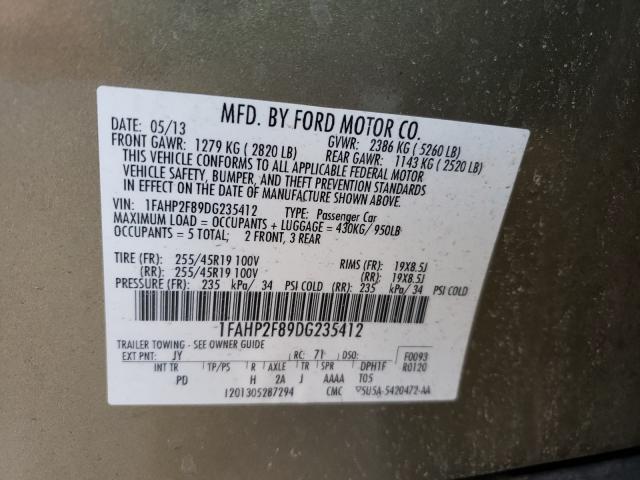 MFD. BY FORD MOTOR CO.
DATE: 05/13 GVWR: 2386 KG ( 5260 LB)
FRONT GAWR: 1279 KG ( 2820 LB) REAR GAWR: 1143 KG ( 2520 LB)
THIS VEHICLE CONFORMS TO ALL APPLICABLE FEDERAL MOTOR
VEHICLE SAFETY, BUMPER, AND THEFT PREVENTION STANDARDS
IN EFFECT ON THE DATE OF MANUFACTURE SHOWN ABOVE.
VIN: 1FAHP2F89DG235412 TYPE: Passenger Car
MAXIMUM LOAD = OCCUPANTS + LUGGAGE = 430KG/950LB
OCCUPANTS = 5 TOTAL; 2 FRONT, 3 REAR
TIRE (FR): 255/45R19 100V RIMS (FR): 19X8.5J
(RR): 255/45R19 100V (RR): 19X8.5J
PRESSURE (FR): 235 kPa/ 34 PSI COLD (RR): 235 kPa/ 34 PSI COLD
1FAHP2F89DG235412
TRAILER TOWING - SEE OWNER GUIDE
EXT PNT: JY RC: 71 DSO: F0093
INT TR TP/PS R AXLE TR SPR DPHTF R0120
PD H 2A J AAAA T05
1201305287294 CMC 5U5A-5420472-AA